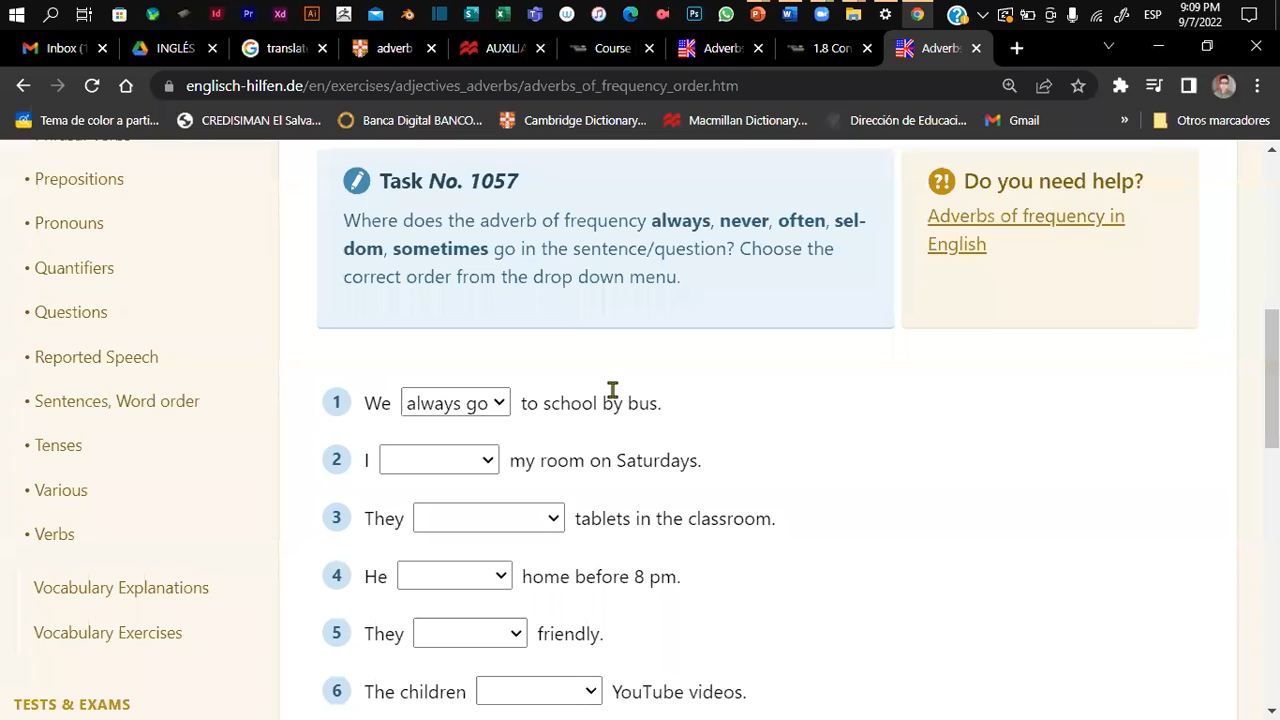 ESP
9:09 PM
9/7/2022
Inbox (1
INGLÉS
translat
adverb
AUXILIA
Course
Adverb
1.8 Con
Adverb
englisch-hilfen.de/en/exercises/adjectives_adverbs/adverbs_of_frequency_order.htm
Tema de color a parti...
CREDISIMAN El Salva...
Banca Digital BANCO...
Cambridge Dictionary...
Macmillan Dictionary...
Dirección de Educaci...
Gmail
»
Otros marcadores
• Prepositions
• Pronouns
• Quantifiers
• Questions
• Reported Speech
• Sentences, Word order
• Tenses
• Various
• Verbs
Vocabulary Explanations
Vocabulary Exercises
TESTS & EXAMS
Task No. 1057
Where does the adverb of frequency always, never, often, sel-
dom, sometimes go in the sentence/question? Choose the
correct order from the drop down menu.
?! Do you need help?
Adverbs of frequency in
English
1 We always go to school by bus.
2 I my room on Saturdays.
3 They tablets in the classroom.
4 He home before 8 pm.
5 They friendly.
6 The children YouTube videos.